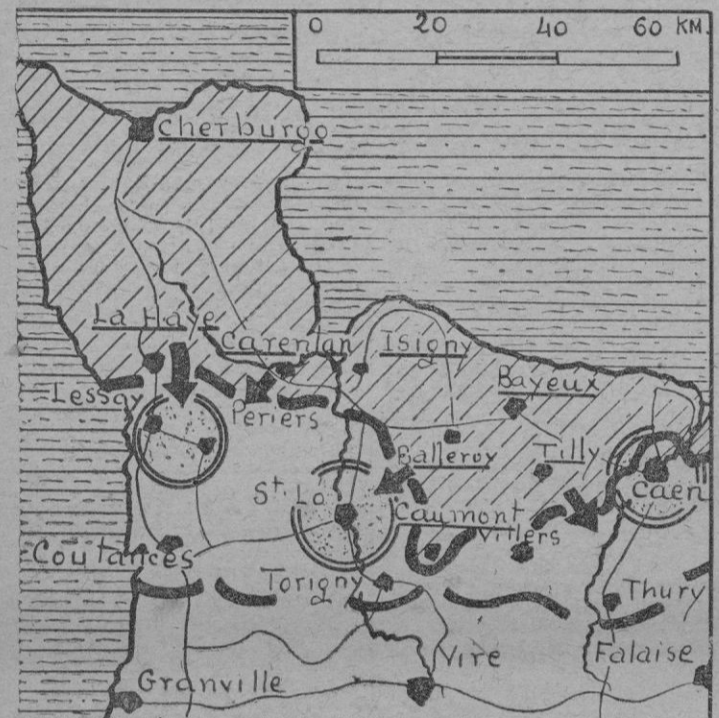 0 20 40 60 KM.
Cherburgo
La Haye
Carentan
Isigny
Lessay
Periers
Bayeux
Balleroy
Tilly
St. Lo
Caumont
Caen
Villers
Coutances
Torigny
Thury
Vire
Falaise
Granville